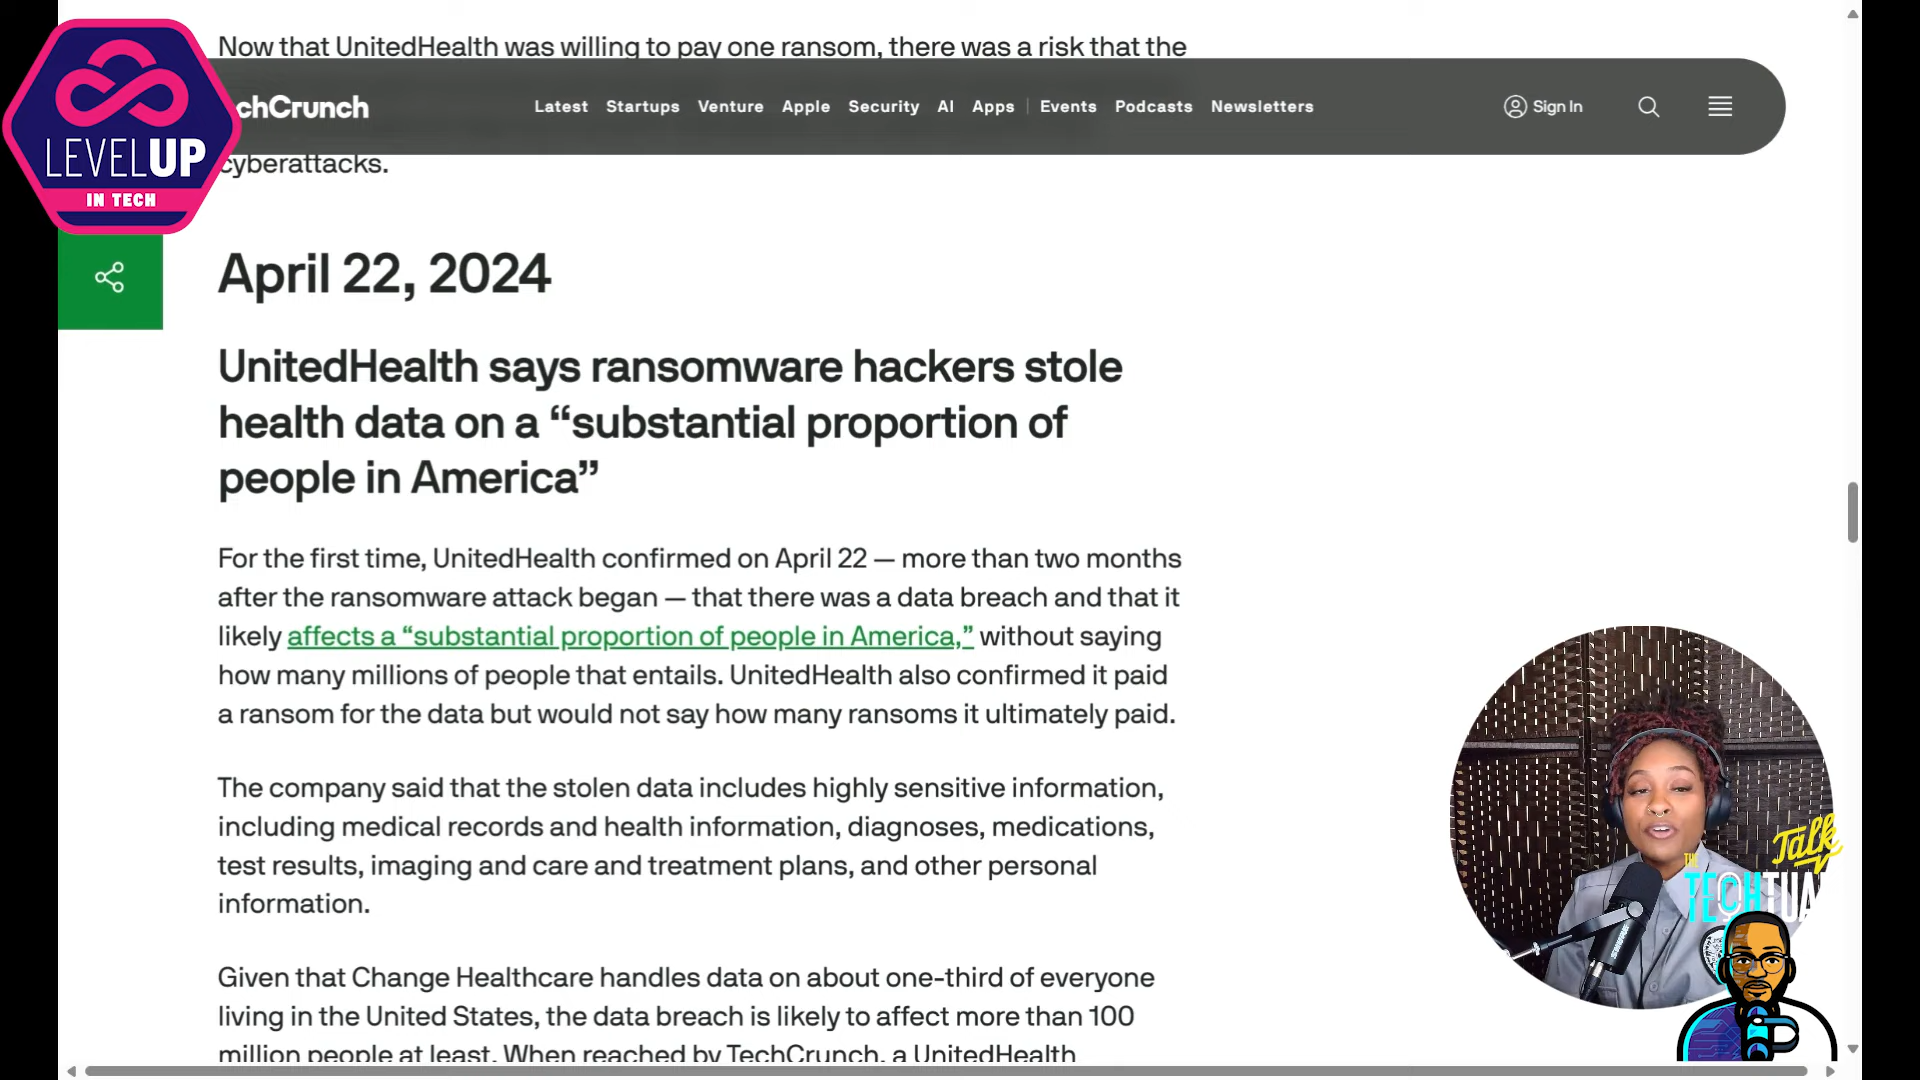 Now that UnitedHealth was willing to pay one ransom, there was a risk that the
chCrunch
Latest Startups Venture Apple Security AI Apps Events Podcasts Newsletters
Sign In
LEVELUP
IN TECH
cyberattacks.
April 22, 2024
UnitedHealth says ransomware hackers stole
health data on a “substantial proportion of
people in America”
For the first time, UnitedHealth confirmed on April 22 — more than two months
after the ransomware attack began — that there was a data breach and that it
likely affects a “substantial proportion of people in America,” without saying
how many millions of people that entails. UnitedHealth also confirmed it paid
a ransom for the data but would not say how many ransoms it ultimately paid.
The company said that the stolen data includes highly sensitive information,
including medical records and health information, diagnoses, medications,
test results, imaging and care and treatment plans, and other personal
information.
Given that Change Healthcare handles data on about one-third of everyone
living in the United States, the data breach is likely to affect more than 100
million people at least. When reached by TechCrunch, a UnitedHealth
THE
Talk
TECHTUA